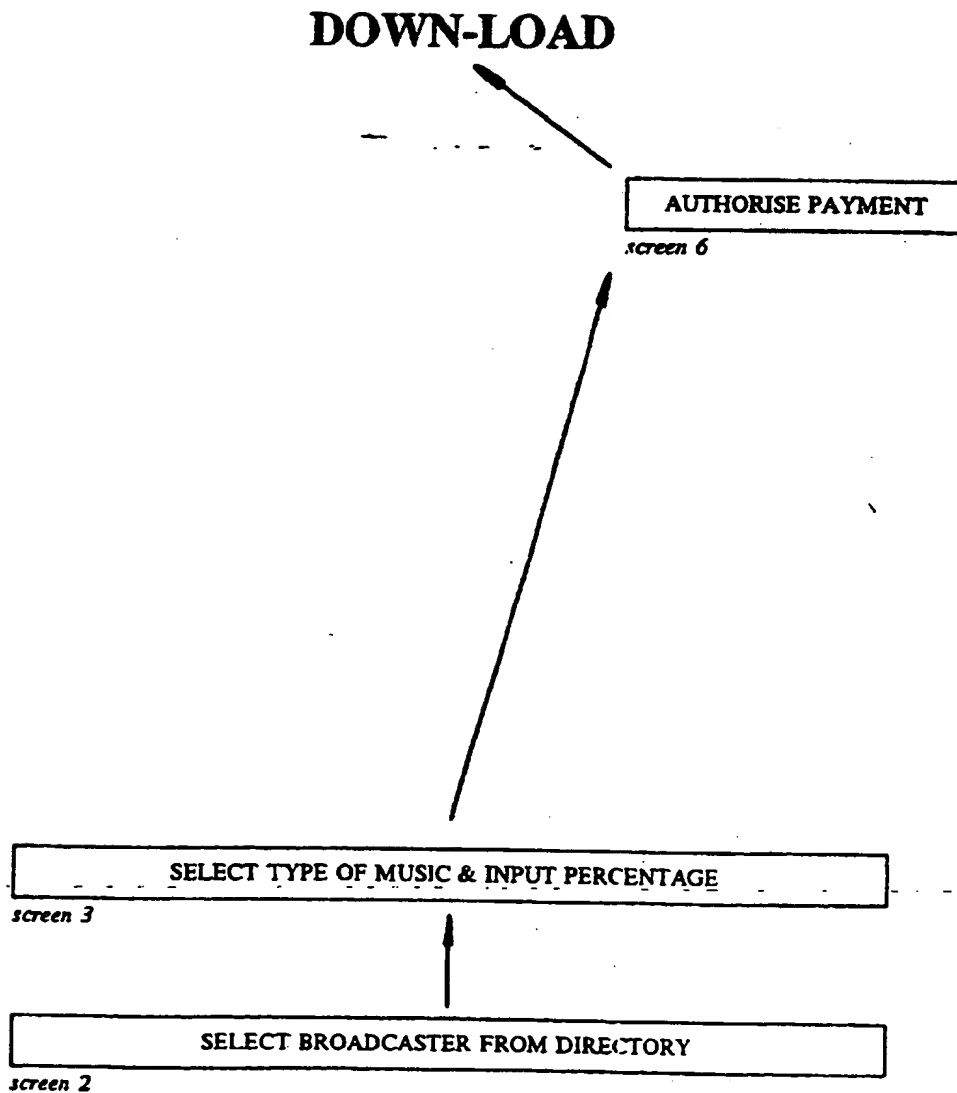 DOWN-LOAD
AUTHORISE PAYMENT
screen 6
SELECT TYPE OF MUSIC & INPUT PERCENTAGE
screen 3
SELECT BROADCASTER FROM DIRECTORY
screen 2